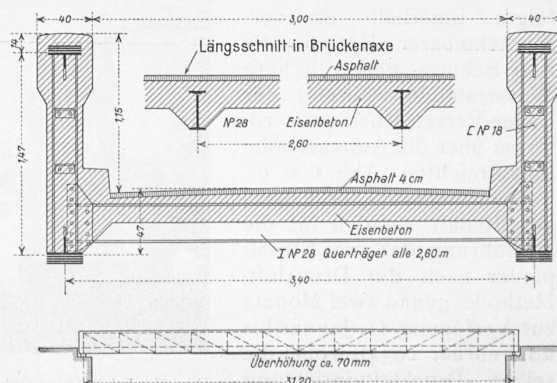 40
3,00
40
14
Längsschnitt in Brückenaxe
Asphalt
1,15
Nº 28
Eisenbeton
2,60
[ Nº 18
1,47
Asphalt 4 cm
Eisenbeton
47
I Nº 28 Querträger alle 2,60 m
3,40
Überhöhung ca. 70 mm
31,20